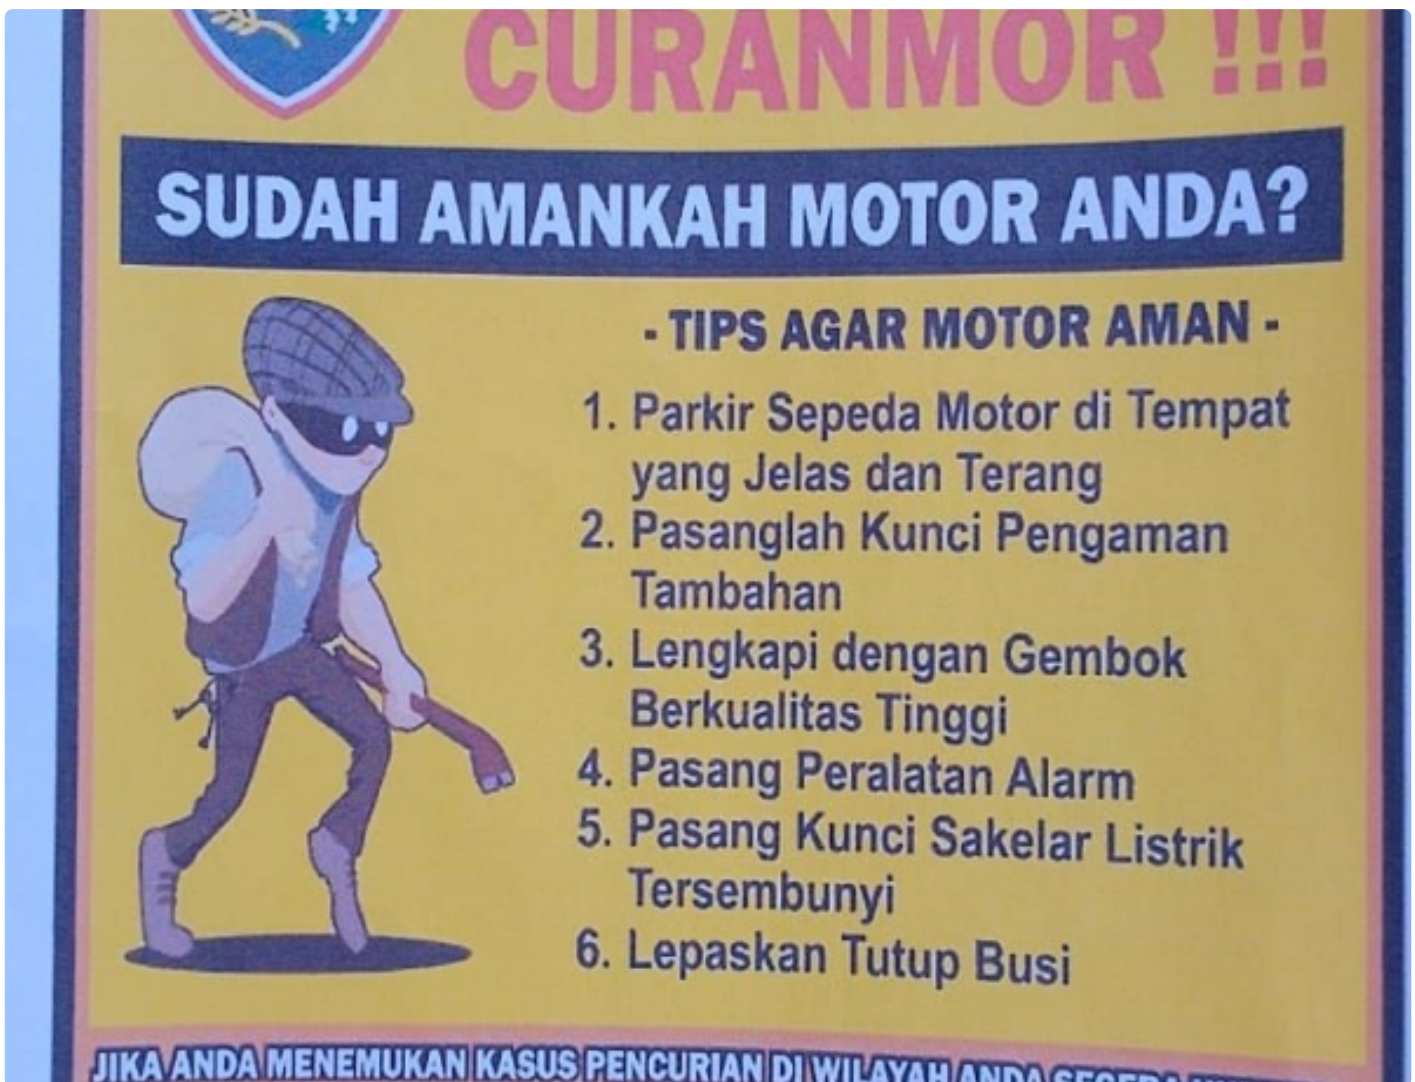 CURANMOR !!!
SUDAH AMANKAH MOTOR ANDA?
- TIPS AGAR MOTOR AMAN -
1. Parkir Sepeda Motor di Tempat
yang Jelas dan Terang
2. Pasanglah Kunci Pengaman
Tambahan
3. Lengkapi dengan Gembok
Berkualitas Tinggi
4. Pasang Peralatan Alarm
5. Pasang Kunci Sakelar Listrik
Tersembunyi
6. Lepaskan Tutup Busi
JIKA ANDA MENEMUKAN KASUS PENCURIAN DI WILAYAH ANDA SEGERA